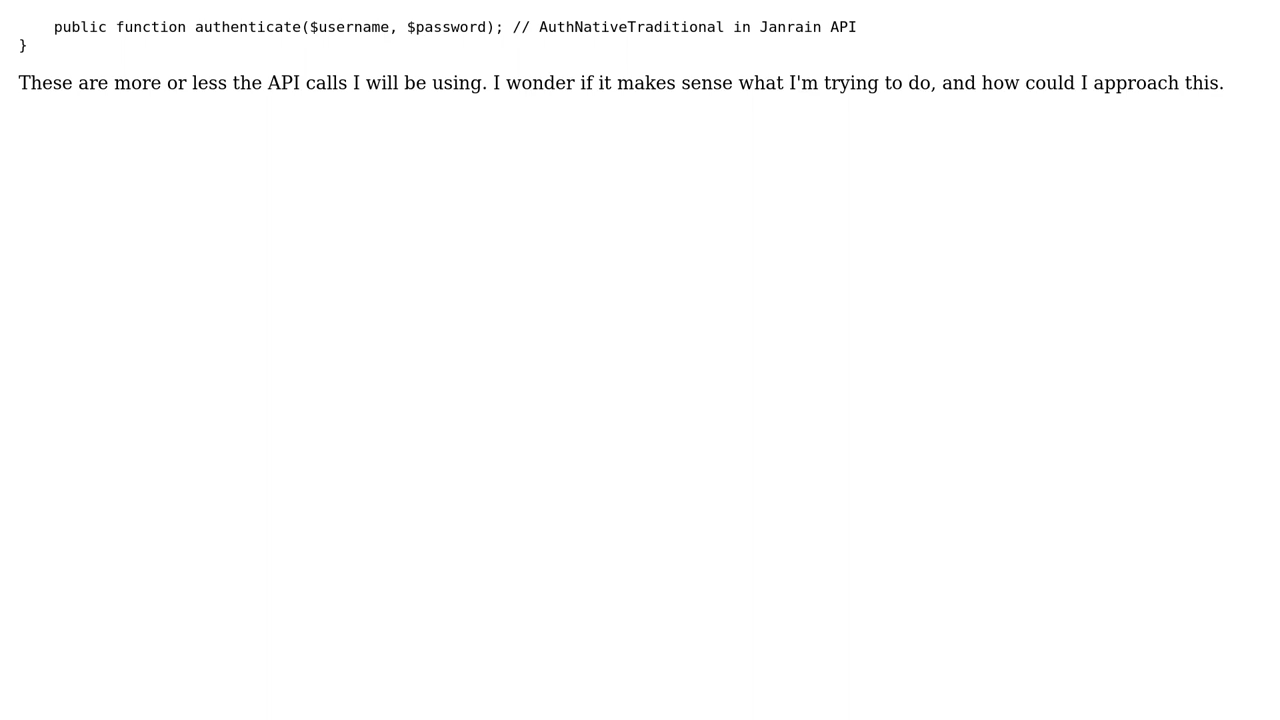 public function authenticate($username, $password); // AuthNativeTraditional in Janrain API
}
These are more or less the API calls I will be using. I wonder if it makes sense what I'm trying to do, and how could I approach this.